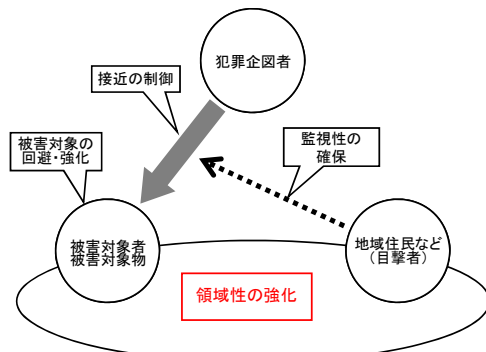 犯罪企図者
接近の制御
被害対象の
回避・強化
監視性の
確保
被害対象者
被害対象物
地域住民など
（目撃者）
領域性の強化